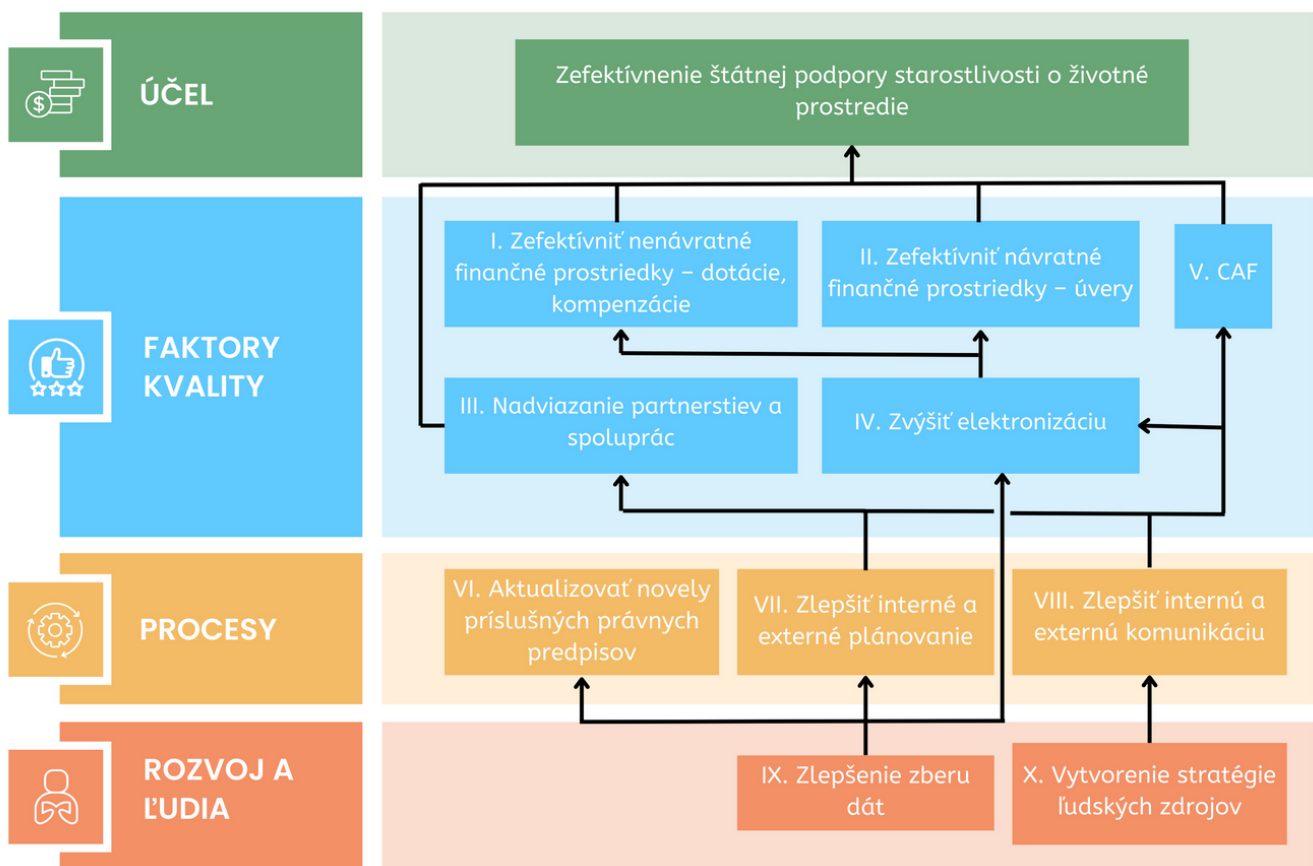 ÚČEL
Zefektívnenie štátnej podpory starostlivosti o životné
prostredie
FAKTORY
KVALITY
I. Zefektívniť nenávratné
finančné prostriedky – dotácie,
kompenzácie
II. Zefektívniť návratné
finančné prostriedky – úvery
V. CAF
III. Nadviazanie partnerstiev a
spoluprác
IV. Zvýšiť elektronizáciu
PROCESY
VI. Aktualizovať novely
príslušných právnych
predpisov
VII. Zlepšiť interné a
externé plánovanie
VIII. Zlepšiť internú a
externú komunikáciu
ROZVOJ A
ĽUDIA
IX. Zlepšenie zberu
dát
X. Vytvorenie stratégie
ľudských zdrojov